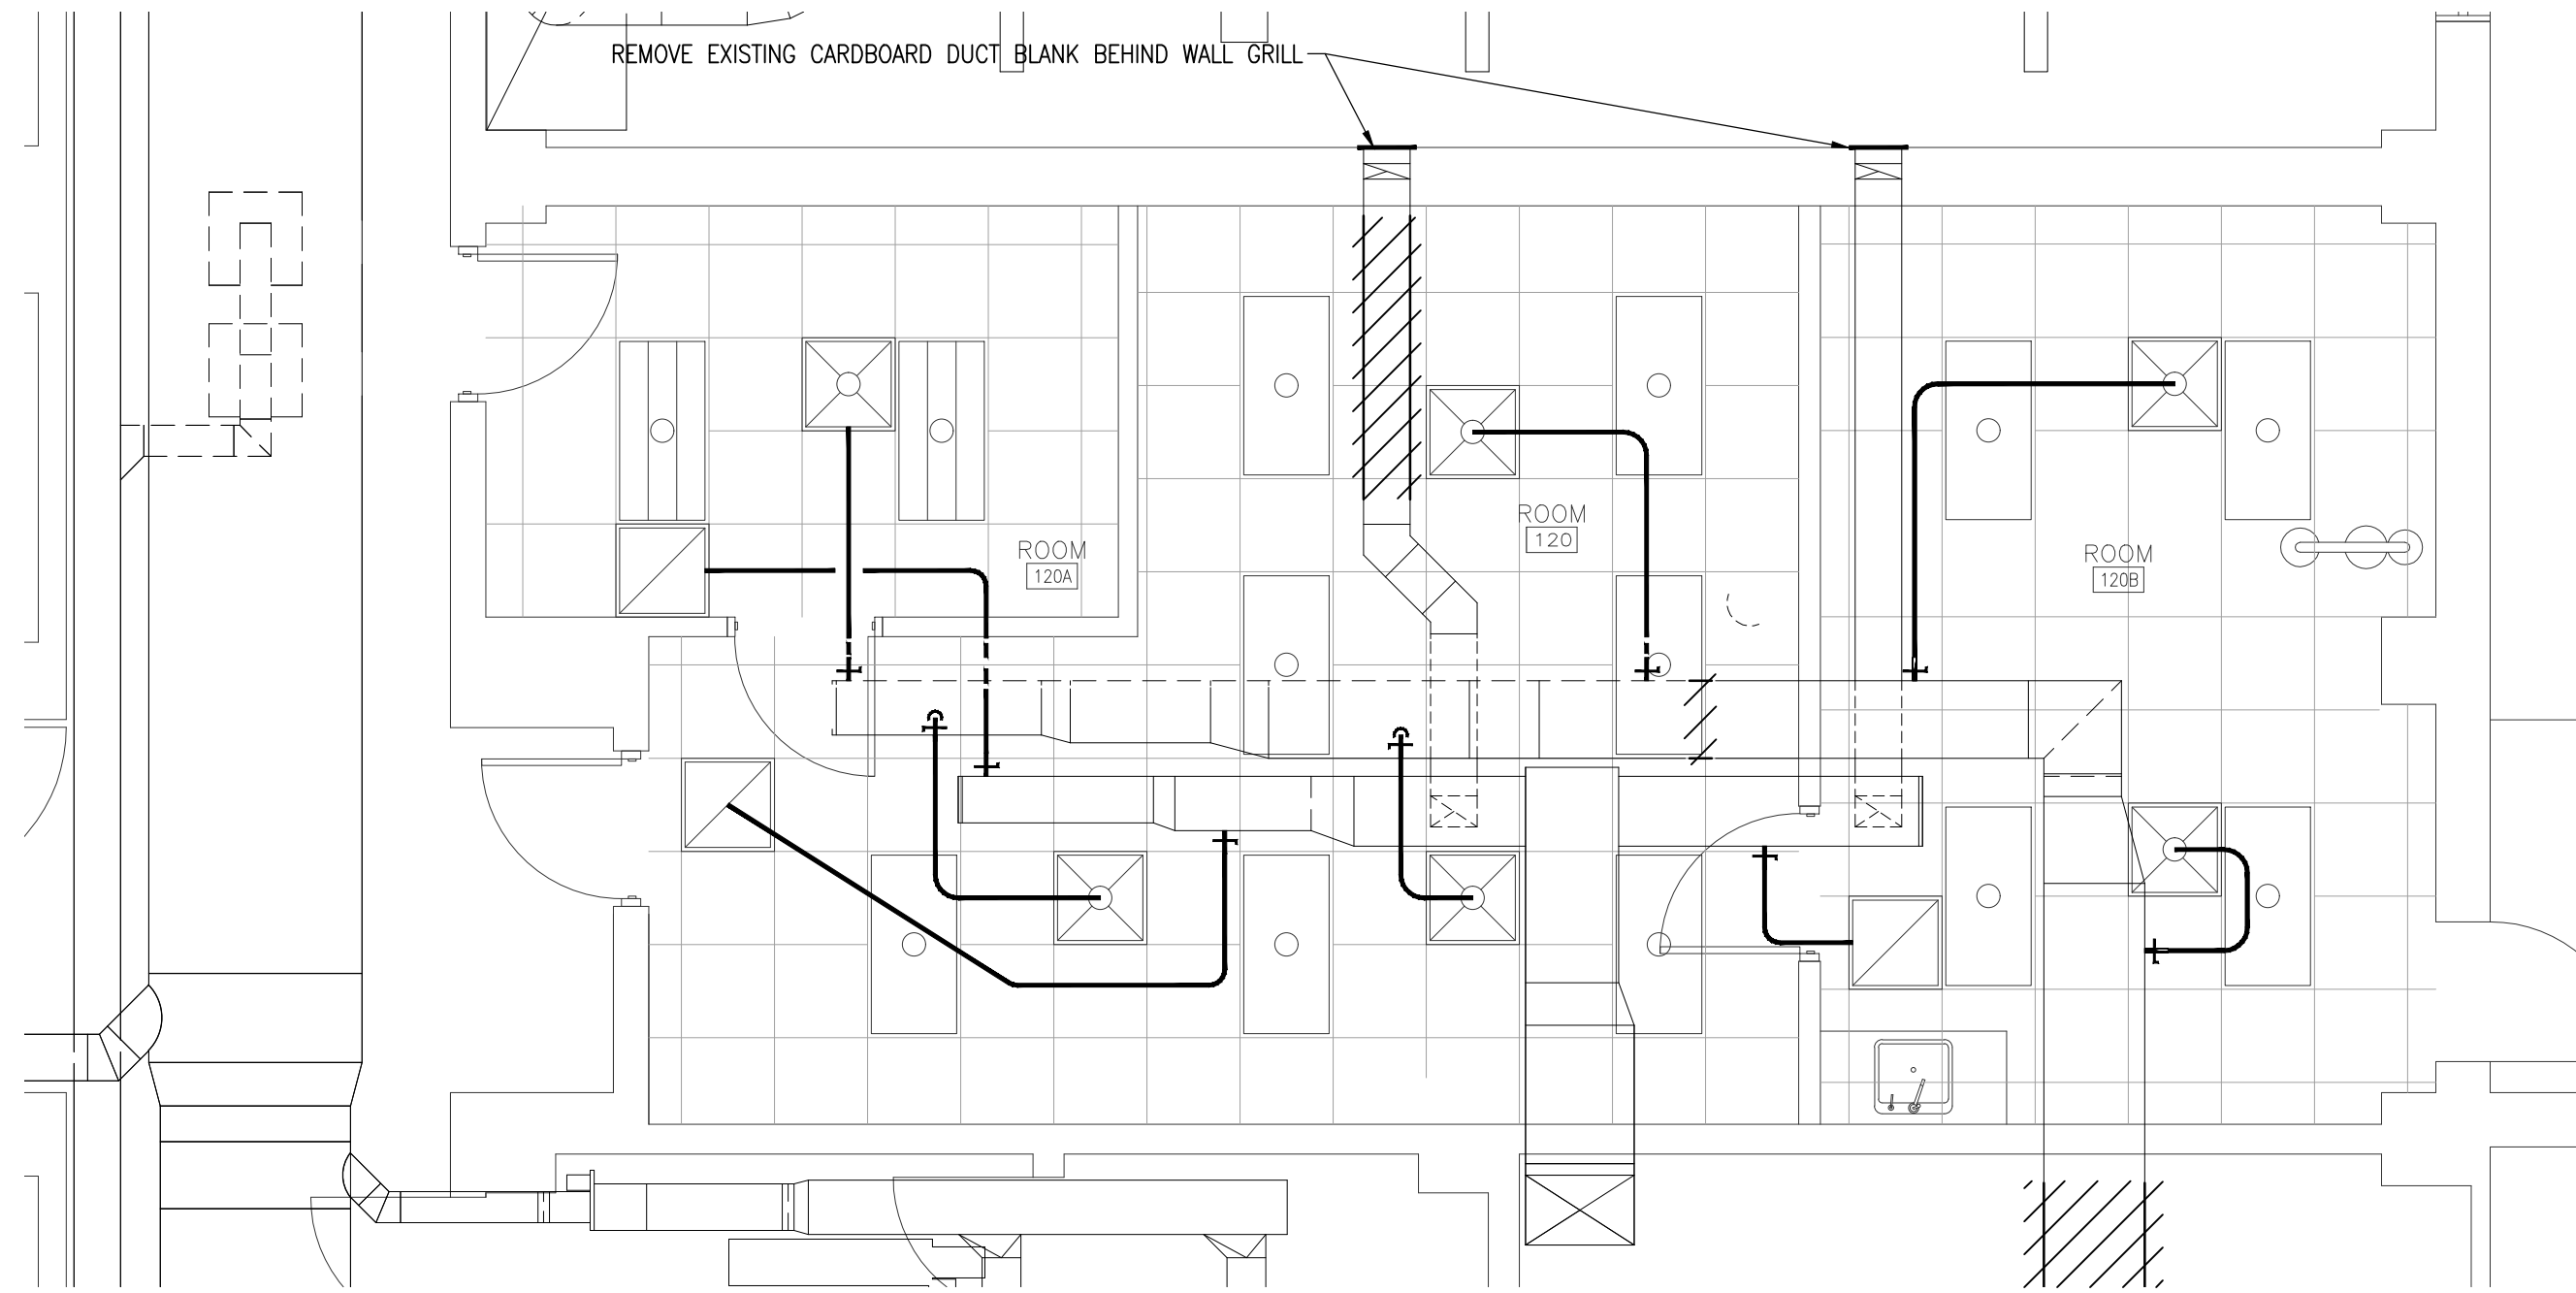 REMOVE EXISTING CARDBOARD DUCT BLANK BEHIND WALL GRILL
ROOM
120
ROOM
120A
ROOM
120B